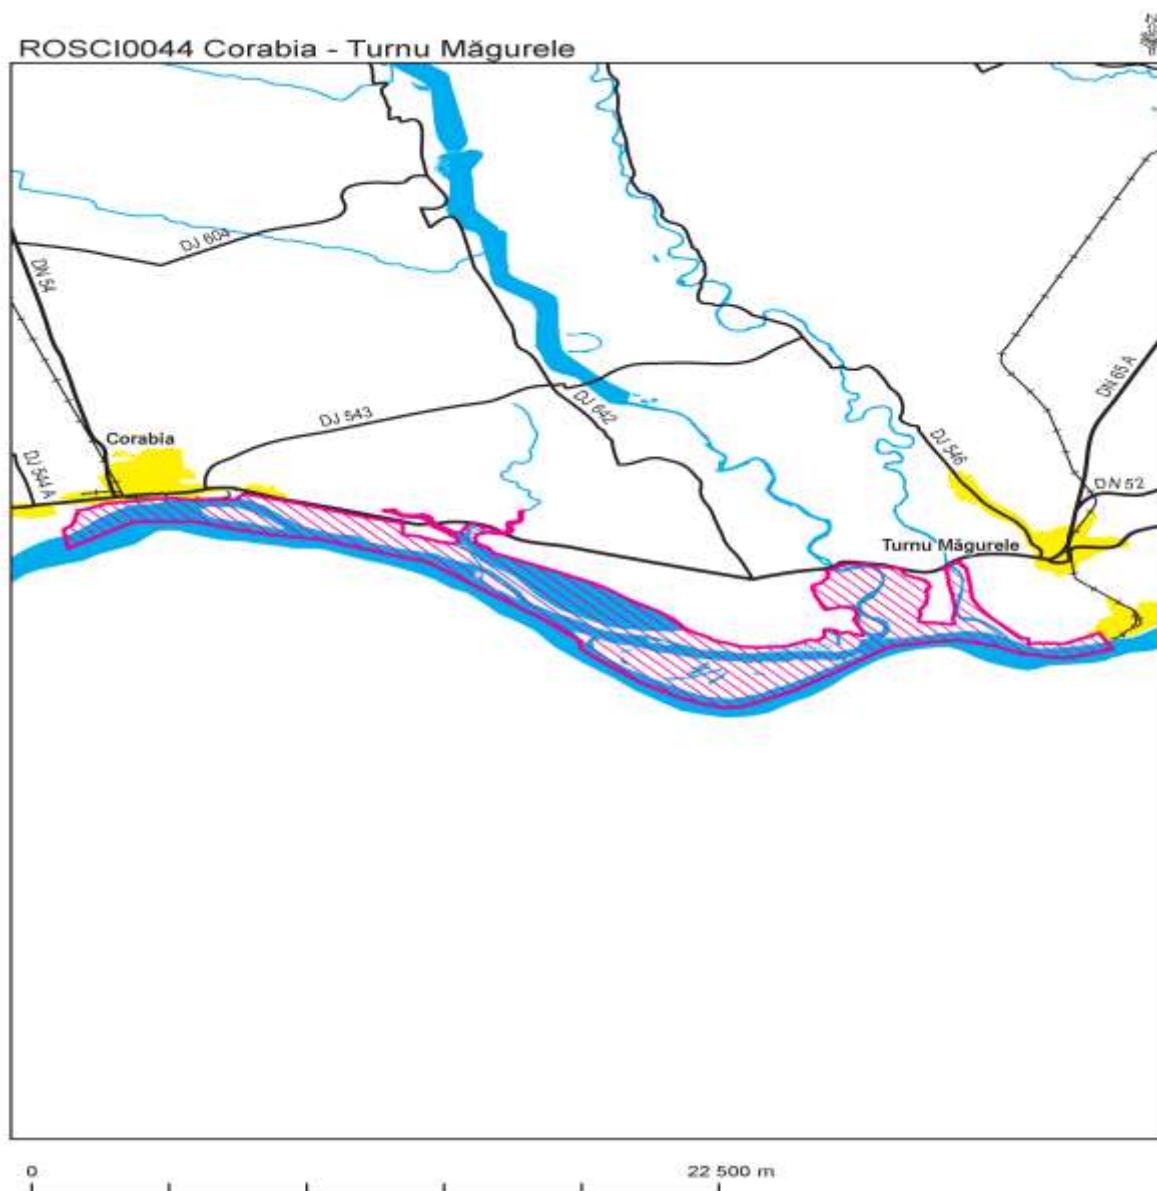 ROSCI0044 Corabia - Turnu Măgurele
DJ 604
DN 54
DN 65 A
DJ 543
DJ 642
Corabia
DJ 546
DJ 544 A
DN 52
Turnu Măgurele
0
22 500 m